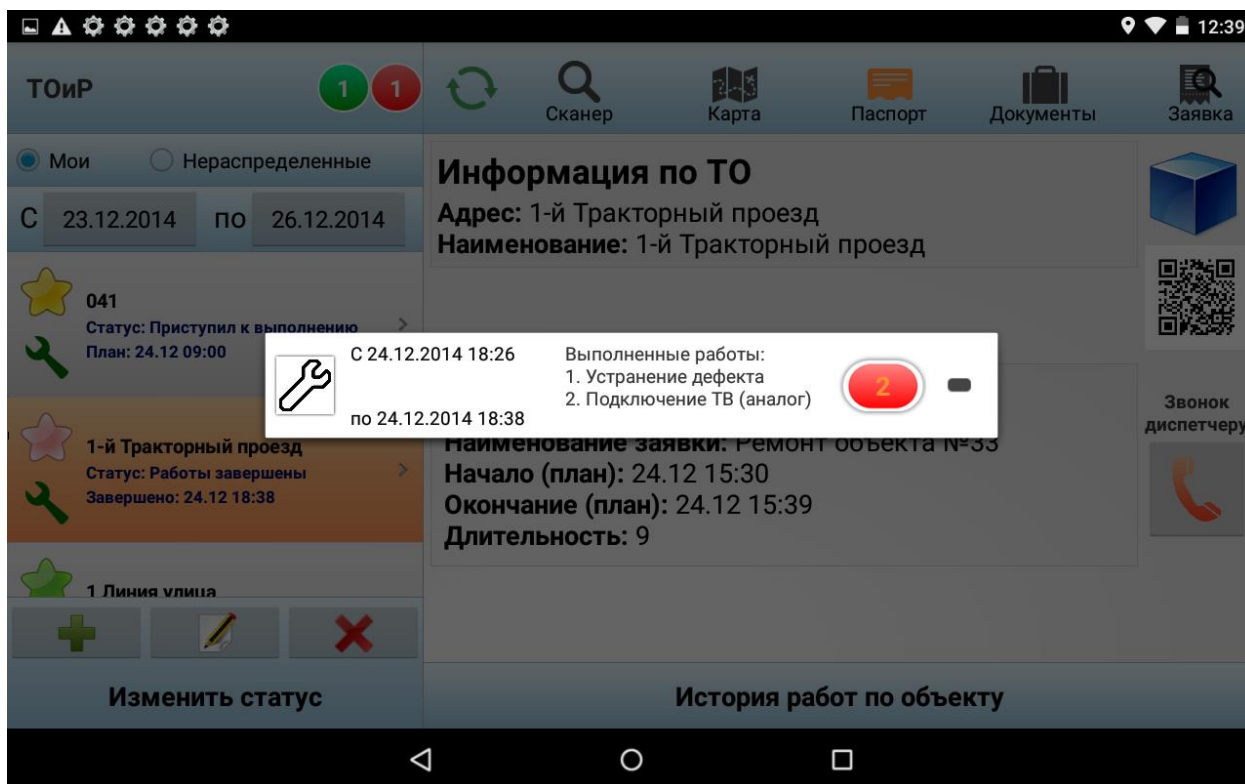 12:39
ТОиР
1
1
Сканер
Карта
Паспорт
Документы
Заявка
Мои
Нераспределенные
С 23.12.2014 по 26.12.2014
041
Статус: Приступил к выполнению
План: 24.12 09:00
1-й Тракторный проезд
Статус: Работы завершены
Завершено: 24.12 18:38
1 Линия улица
Изменить статус
Информация по ТО
Адрес: 1-й Тракторный проезд
Наименование: 1-й Тракторный проезд
С 24.12.2014 18:26
по 24.12.2014 18:38
Выполненные работы:
1. Устранение дефекта
2. Подключение ТВ (аналог)
2
Наименование заявки: Ремонт объекта №33
Начало (план): 24.12 15:30
Окончание (план): 24.12 15:39
Длительность: 9
Звонок
диспетчеру
История работ по объекту